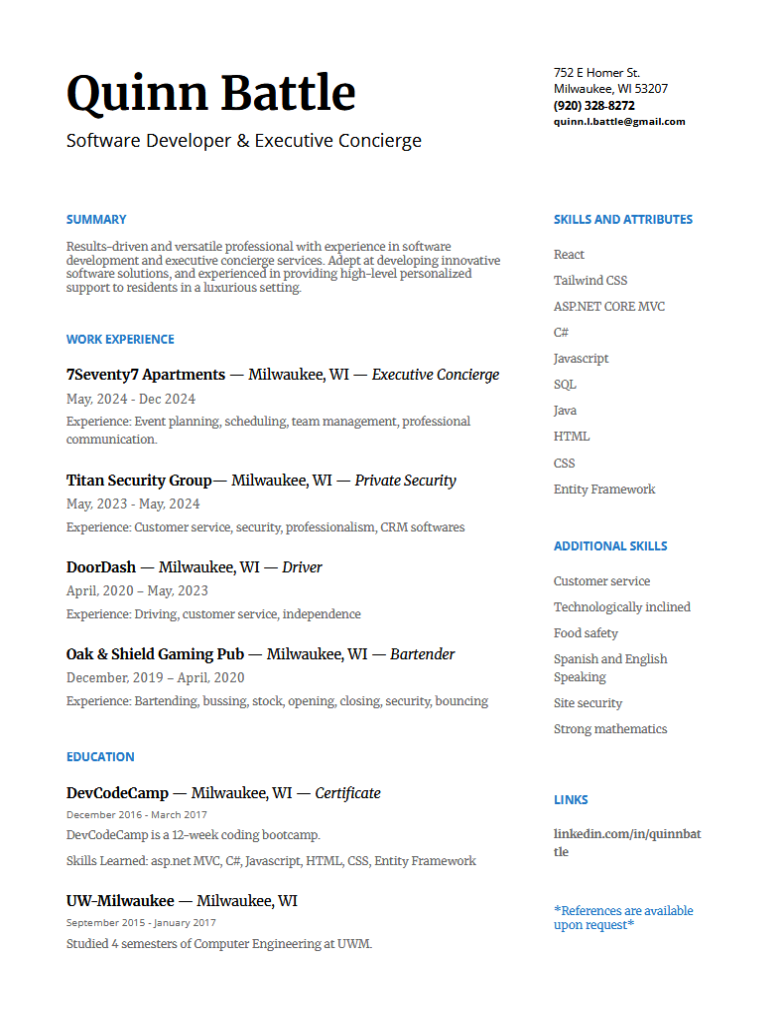 Quinn Battle
Software Developer & Executive Concierge
752 E Homer St.
Milwaukee, WI 53207
(920) 328-8272
quinn.l.battle@gmail.com
SUMMARY
Results-driven and versatile professional with experience in software
development and executive concierge services. Adept at developing innovative
software solutions, and experienced in providing high-level personalized
support to residents in a luxurious setting.
WORK EXPERIENCE
7Seventy7 Apartments — Milwaukee, WI — Executive Concierge
May, 2024 - Dec 2024
Experience: Event planning, scheduling, team management, professional
communication.
Titan Security Group— Milwaukee, WI — Private Security
May, 2023 - May, 2024
Experience: Customer service, security, professionalism, CRM softwares
DoorDash — Milwaukee, WI — Driver
April, 2020 – May, 2023
Experience: Driving, customer service, independence
Oak & Shield Gaming Pub — Milwaukee, WI — Bartender
December, 2019 – April, 2020
Experience: Bartending, bussing, stock, opening, closing, security, bouncing
EDUCATION
DevCodeCamp — Milwaukee, WI — Certificate
December 2016 - March 2017
DevCodeCamp is a 12-week coding bootcamp.
Skills Learned: asp.net MVC, C#, Javascript, HTML, CSS, Entity Framework
UW-Milwaukee — Milwaukee, WI
September 2015 - January 2017
Studied 4 semesters of Computer Engineering at UWM.
SKILLS AND ATTRIBUTES
React
Tailwind CSS
ASP.NET CORE MVC
C#
Javascript
SQL
Java
HTML
CSS
Entity Framework
ADDITIONAL SKILLS
Customer service
Technologically inclined
Food safety
Spanish and English
Speaking
Site security
Strong mathematics
LINKS
linkedin.com/in/quinnbat
tle
*References are available
upon request*